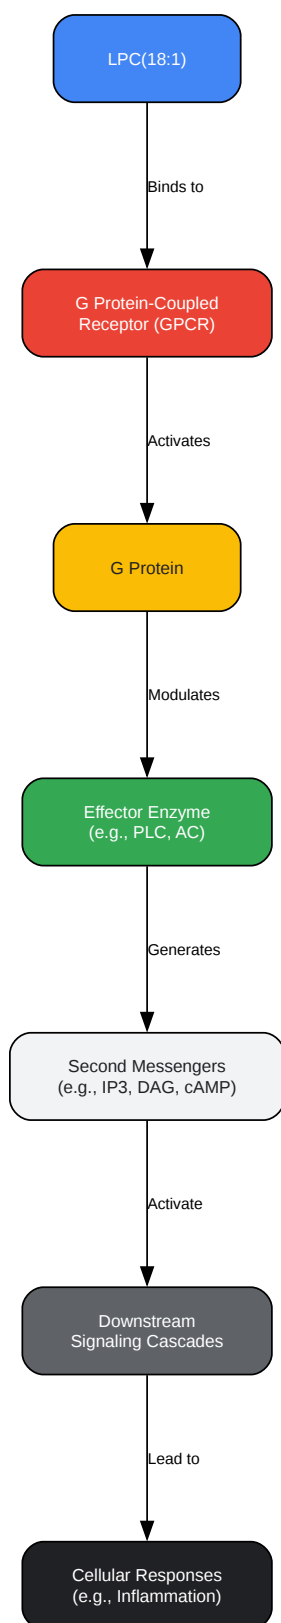 LPC(18:1)
Binds to
G Protein-Coupled
Receptor (GPCR)
Activates
G Protein
Modulates
Effector Enzyme
(e.g., PLC, AC)
Generates
Second Messengers
(e.g., IP3, DAG, cAMP)
Activate
Downstream
Signaling Cascades
Lead to
Cellular Responses
(e.g., Inflammation)